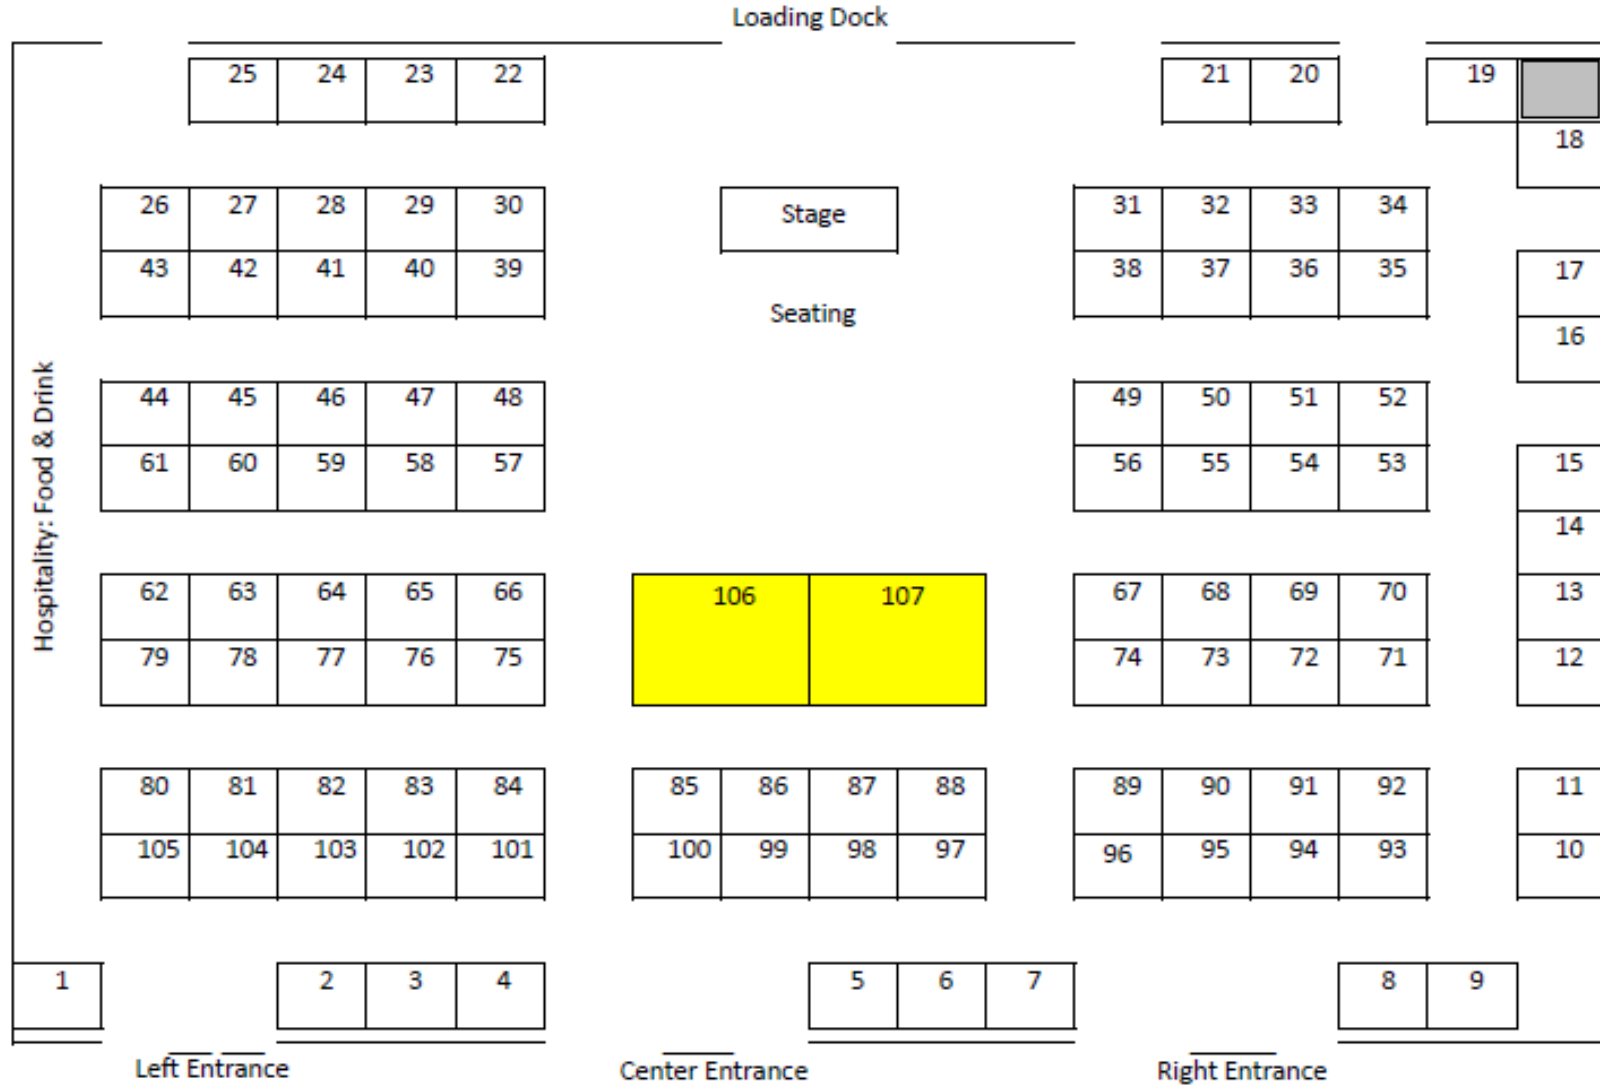 Loading Dock
25 24 23 22 21 20 19
18
26 27 28 29 30 Stage 31 32 33 34
43 42 41 40 39 38 37 36 35 17
Seating
16
Hospitality: Food & Drink
44 45 46 47 48 49 50 51 52
61 60 59 58 57 56 55 54 53 15
14
62 63 64 65 66 106 107 67 68 69 70 13
79 78 77 76 75 74 73 72 71 12
80 81 82 83 84 85 86 87 88 89 90 91 92 11
105 104 103 102 101 100 99 98 97 96 95 94 93 10
1 2 3 4 5 6 7 8 9
Left Entrance Center Entrance Right Entrance